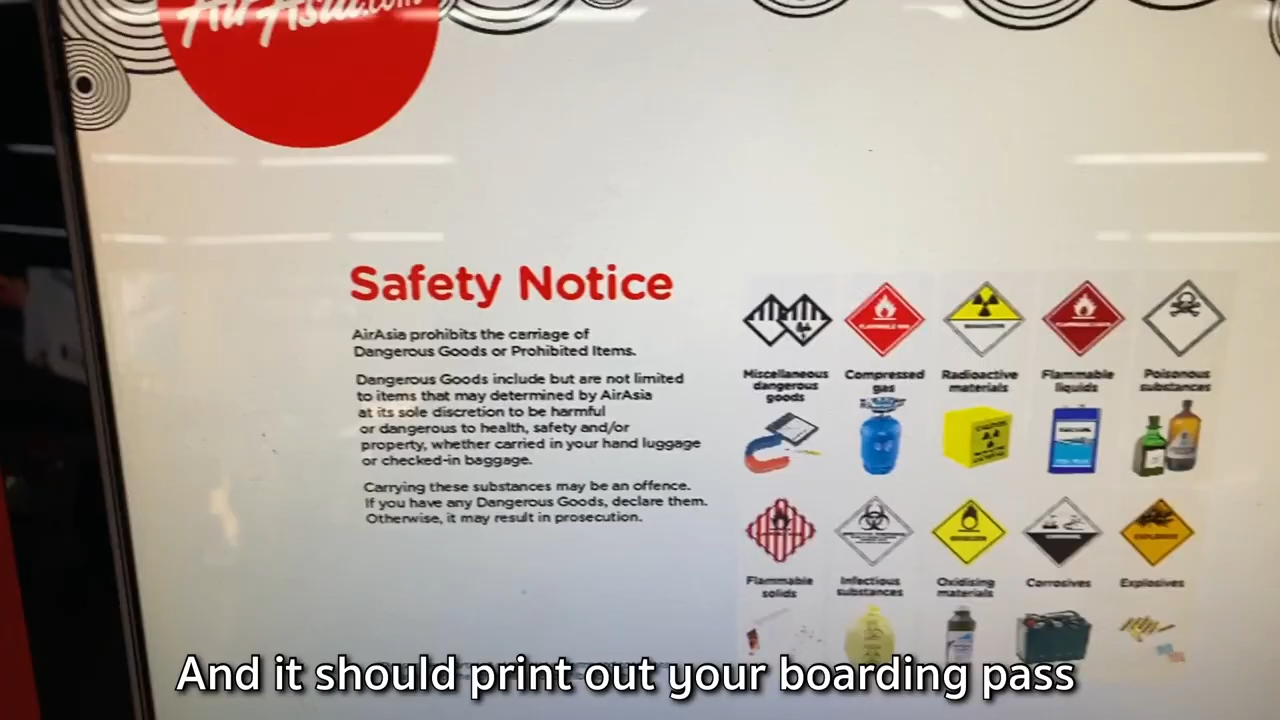 AirAsia.com
Safety Notice
AirAsia prohibits the carriage of
Dangerous Goods or Prohibited Items.
Dangerous Goods include but are not limited
to items that may determined by AirAsia
at its sole discretion to be harmful
or dangerous to health, safety and/or
property, whether carried in your hand luggage
or checked-in baggage.
Carrying these substances may be an offence.
If you have any Dangerous Goods, declare them.
Otherwise, it may result in prosecution.
Miscellaneous
dangerous
goods
Compressed
gas
Radioactive
materials
Flammable
liquids
Poisonous
substances
Flammable
solids
Infectious
substances
Oxidising
materials
Corrosives
Explosives
And it should print out your boarding pass